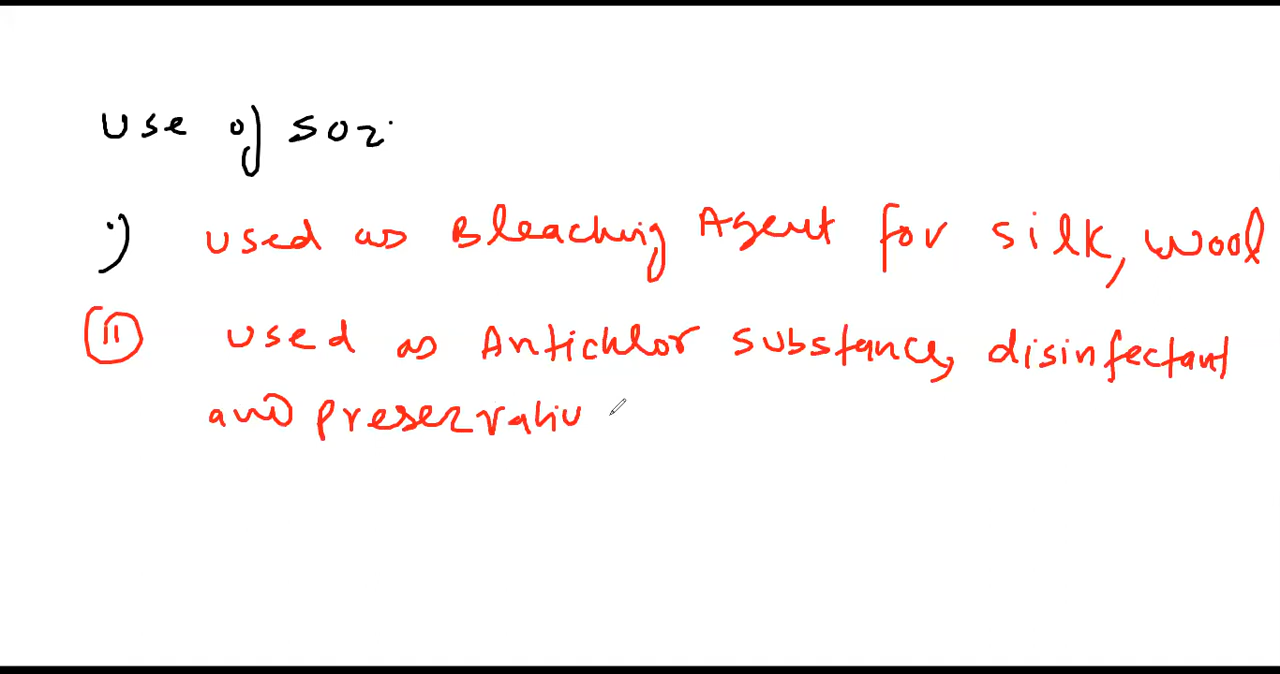 use of SO2.
i) used as Bleaching Agent for silk, wool
(II) used as Antichlor substance, disinfectant
and preservativ